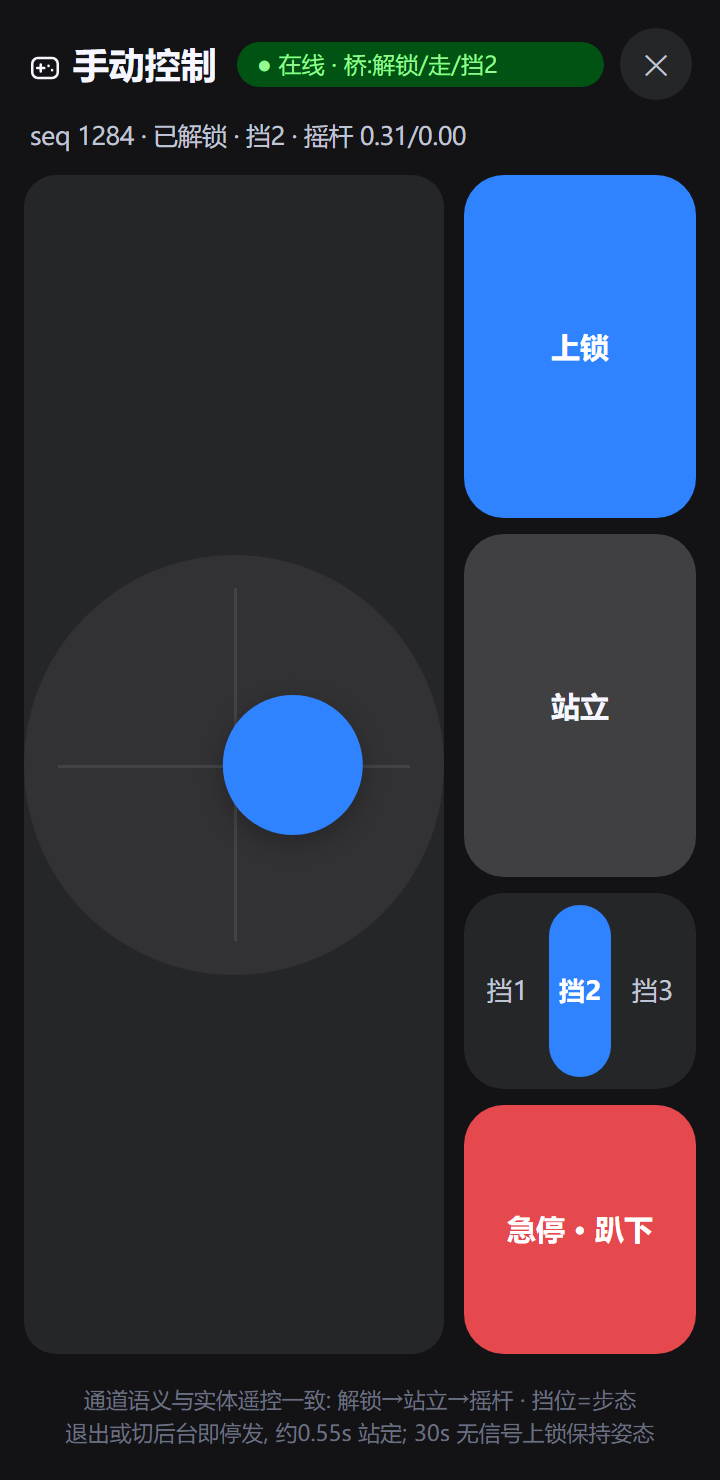 手动控制
● 在线 · 桥:解锁/走/挡2
seq 1284 · 已解锁 · 挡2 · 摇杆 0.31/0.00
上锁
站立
挡1 挡2 挡3
急停 • 趴下
通道语义与实体遥控一致: 解锁→站立→摇杆 · 挡位=步态
退出或切后台即停发, 约0.55s 站定; 30s 无信号上锁保持姿态